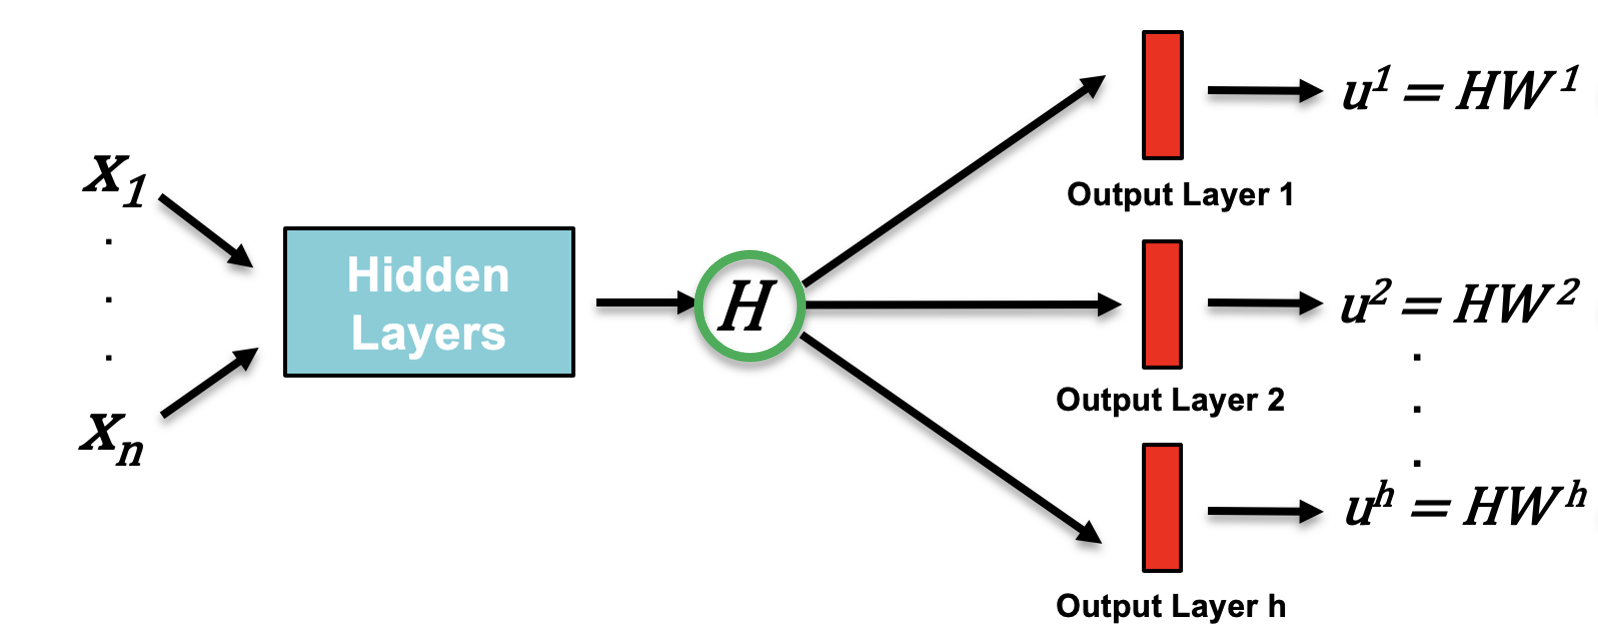 x₁
.
.
.
xₙ
Hidden
Layers
H
Output Layer 1
u¹ = HW¹
Output Layer 2
u² = HW²
.
.
.
Output Layer h
uʰ = HWʰ